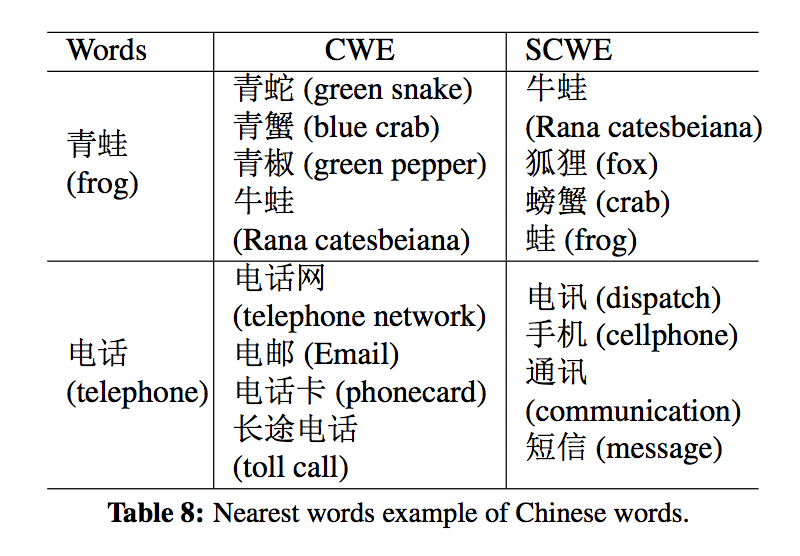 Words CWE SCWE
青蛙
(frog)
青蛇 (green snake)
青蟹 (blue crab)
青椒 (green pepper)
牛蛙
(Rana catesbeiana)
牛蛙
(Rana catesbeiana)
狐狸 (fox)
螃蟹 (crab)
蛙 (frog)
电话
(telephone)
电话网
(telephone network)
电邮 (Email)
电话卡 (phonecard)
长途电话
(toll call)
电讯 (dispatch)
手机 (cellphone)
通讯
(communication)
短信 (message)
Table 8: Nearest words example of Chinese words.